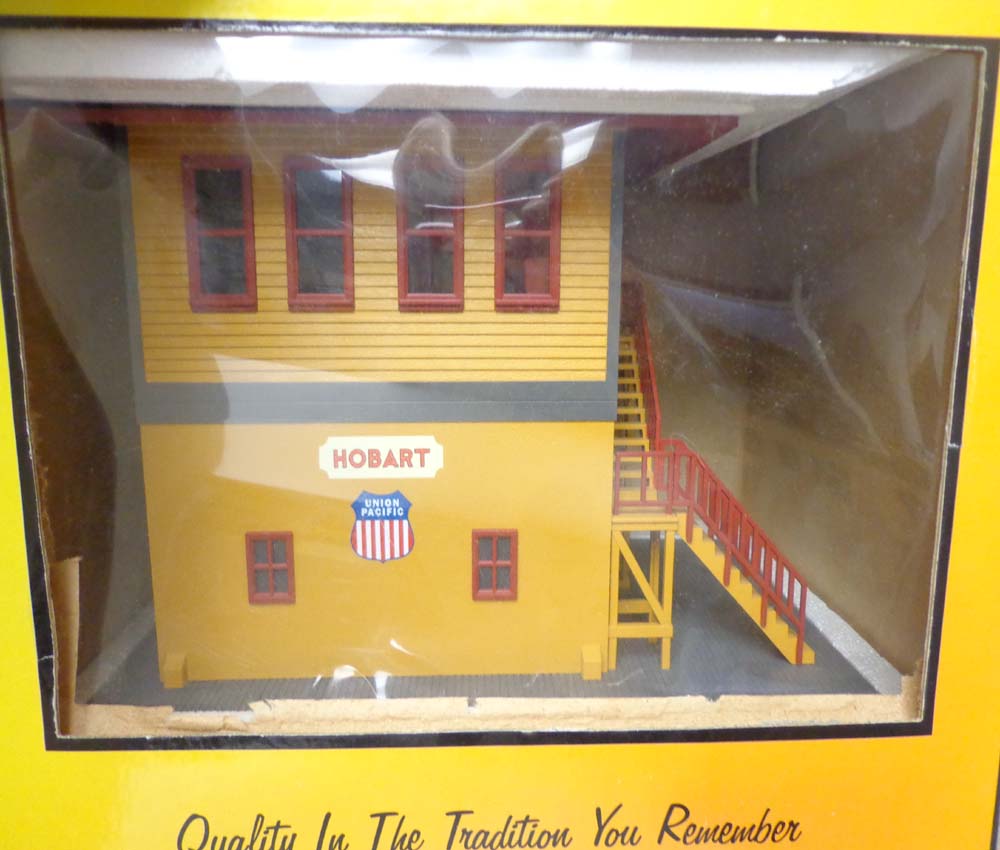 HOBART
UNION
PACIFIC
Quality In The Tradition You Remember